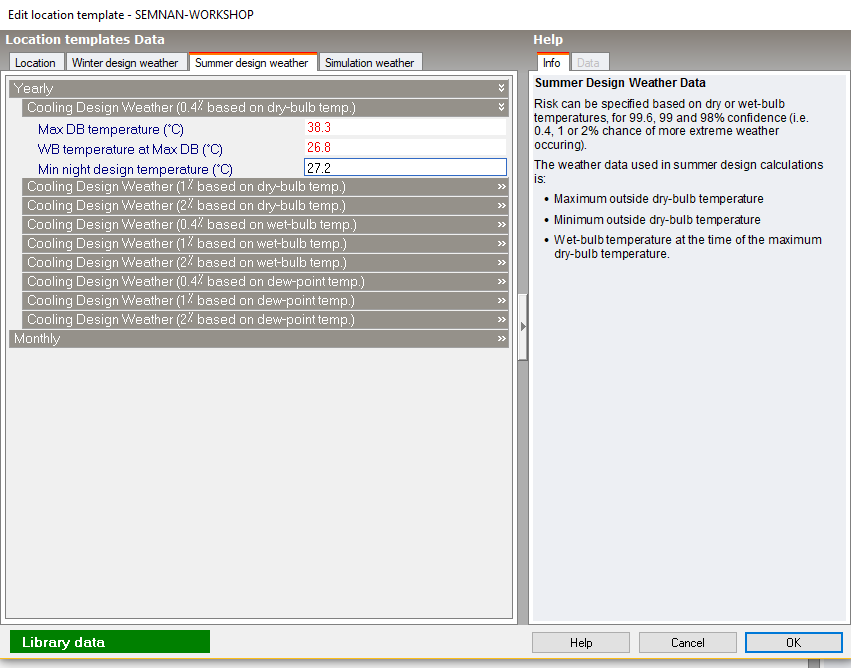 Edit location template - SEMNAN-WORKSHOP
Location templates Data
Location Winter design weather Summer design weather Simulation weather
Yearly
Cooling Design Weather (0.4% based on dry-bulb temp.)
Max DB temperature (°C) 38.3
WB temperature at Max DB (°C) 26.8
Min night design temperature (°C) 27.2
Cooling Design Weather (1% based on dry-bulb temp.)
Cooling Design Weather (2% based on dry-bulb temp.)
Cooling Design Weather (0.4% based on wet-bulb temp.)
Cooling Design Weather (1% based on wet-bulb temp.)
Cooling Design Weather (2% based on wet-bulb temp.)
Cooling Design Weather (0.4% based on dew-point temp.)
Cooling Design Weather (1% based on dew-point temp.)
Cooling Design Weather (2% based on dew-point temp.)
Monthly
Library data
Help
Info Data
Summer Design Weather Data
Risk can be specified based on dry or wet-bulb
temperatures, for 99.6, 99 and 98% confidence (i.e.
0.4, 1 or 2% chance of more extreme weather
occuring).
The weather data used in summer design calculations
is:
• Maximum outside dry-bulb temperature
• Minimum outside dry-bulb temperature
• Wet-bulb temperature at the time of the maximum
dry-bulb temperature.
Help Cancel OK